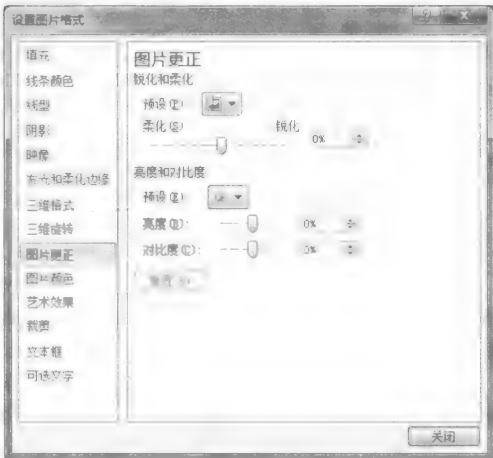 设置图片格式
填充
线条颜色
线型
阴影
映像
发光和柔化边缘
三维格式
三维旋转
图片更正
图片颜色
艺术效果
裁剪
文本框
可选文字
图片更正
锐化和柔化
预设(P):
柔化(S) 锐化
0%
亮度和对比度
预设(E):
亮度(B): 0%
对比度(C): 0%
关闭